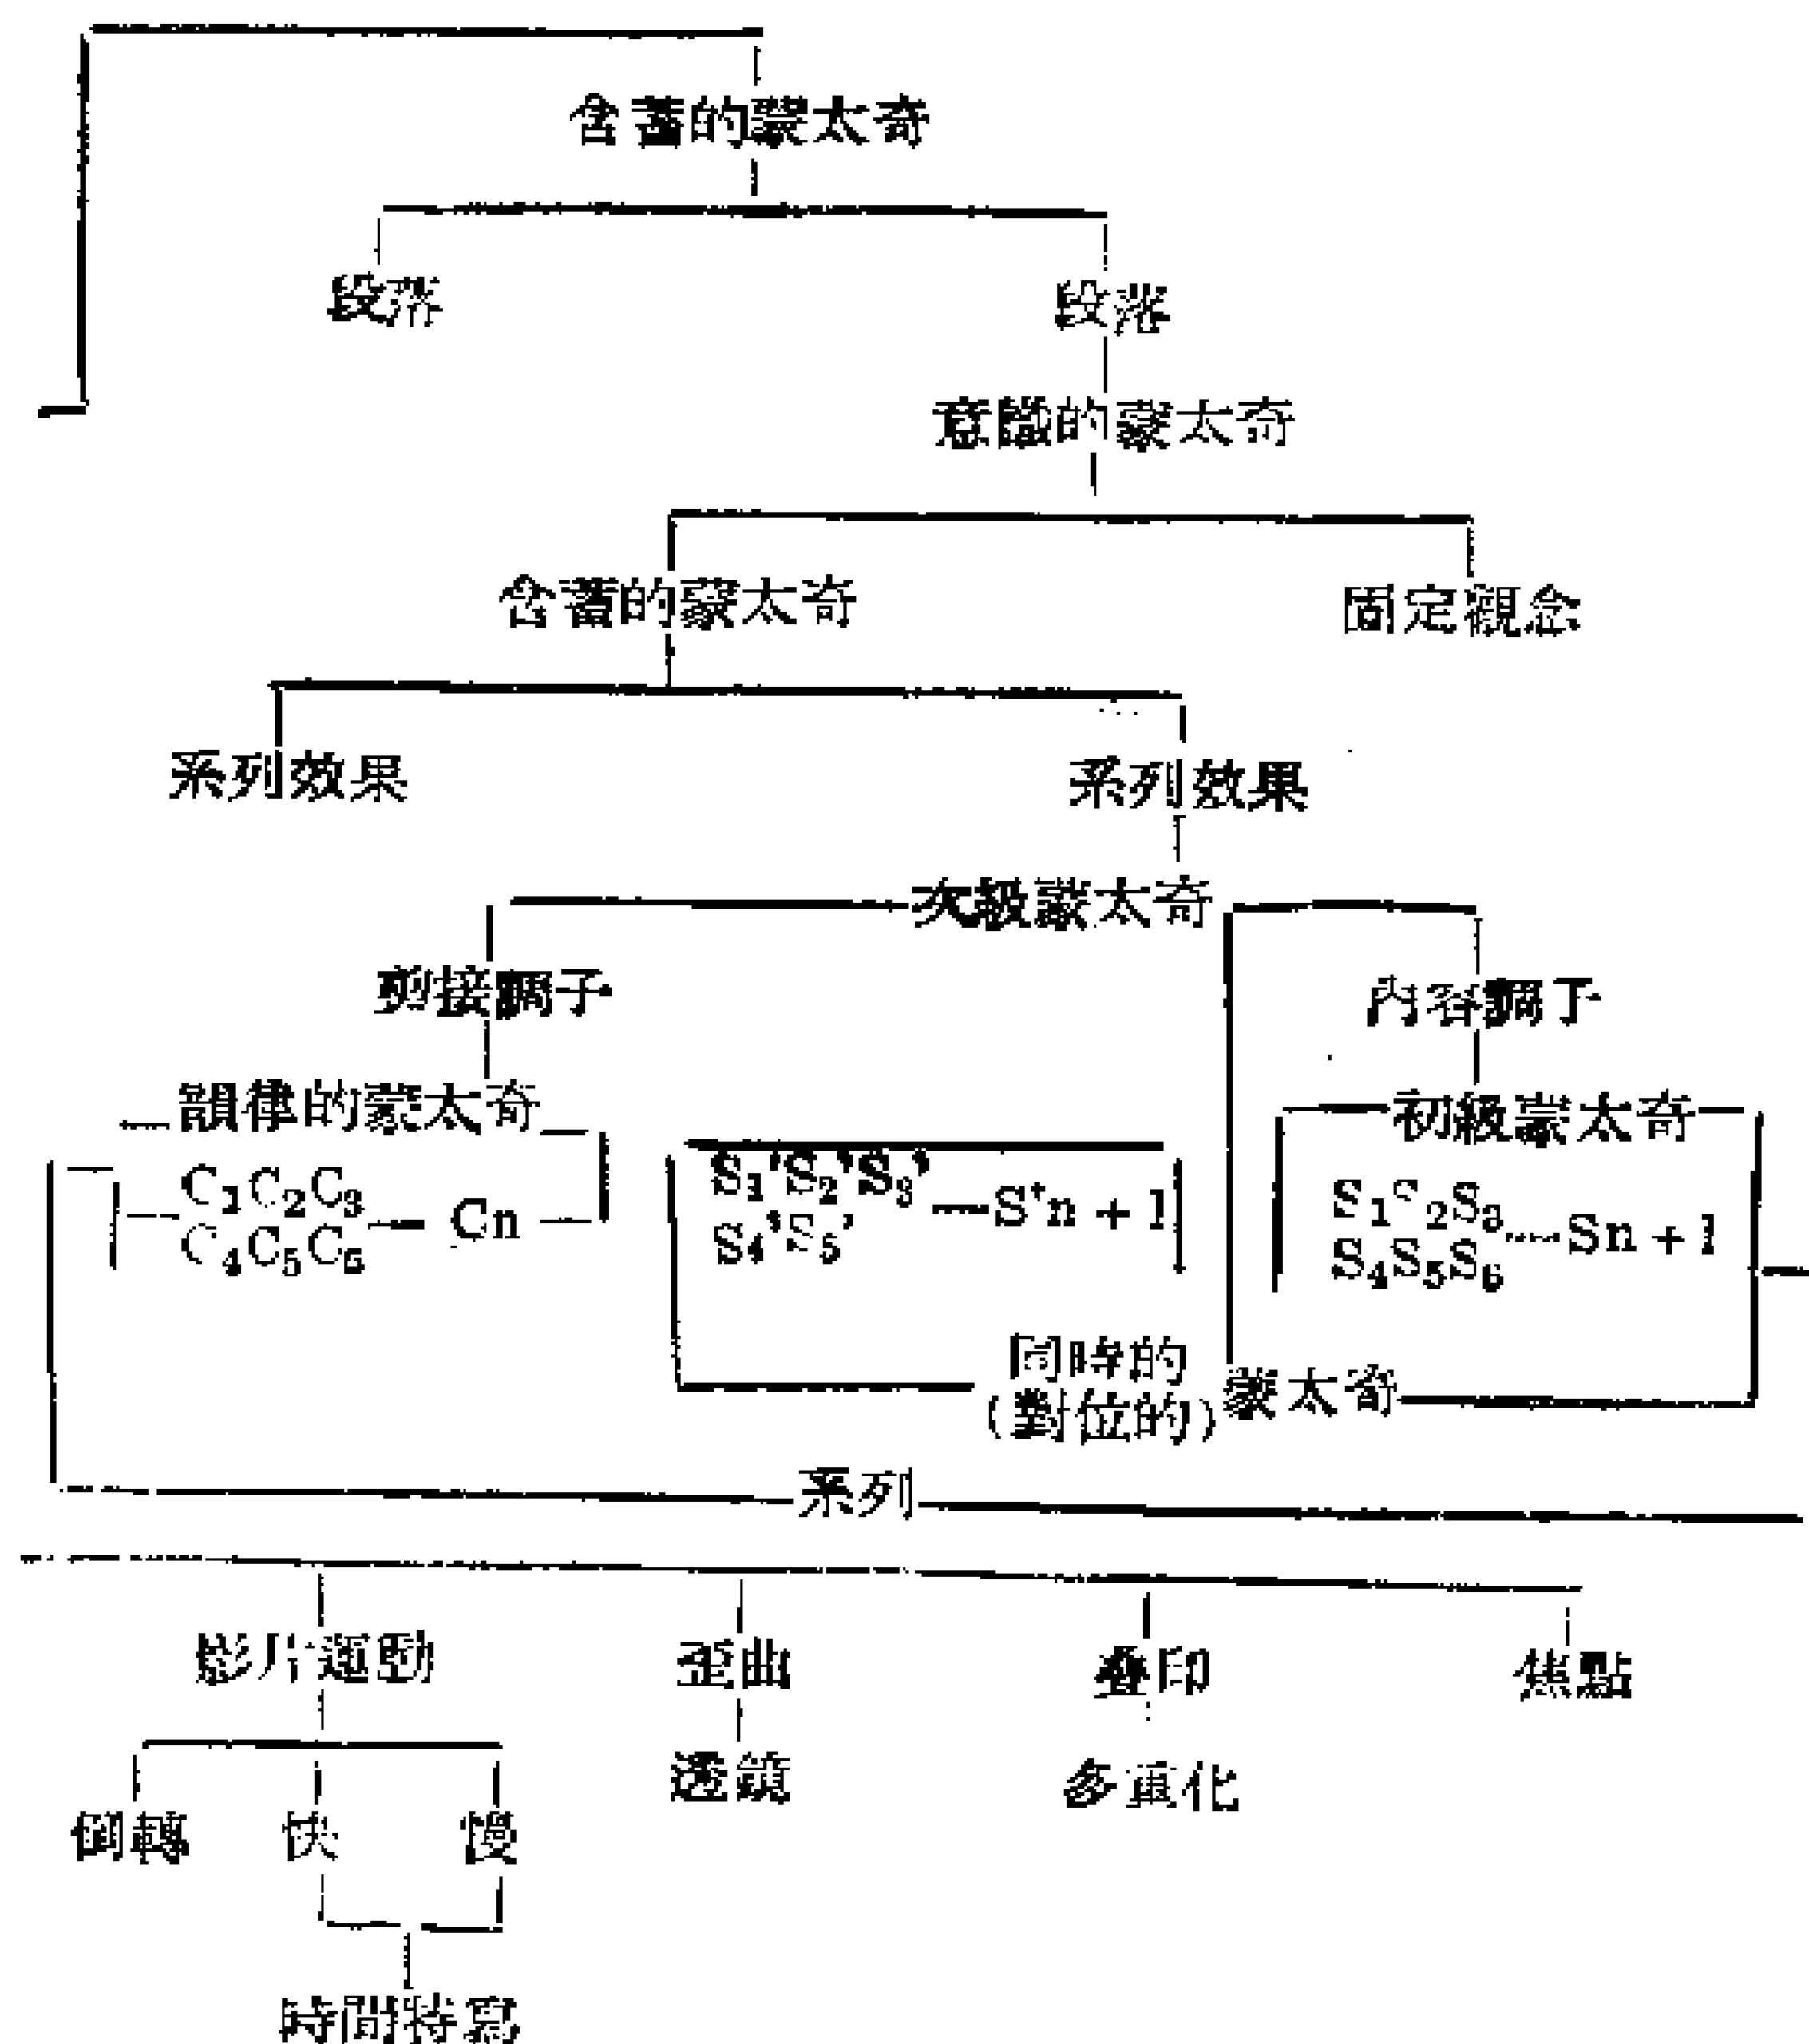 含蓄的蒙太奇
段落 段落
意識的蒙太奇
含蓄的蒙太奇 固定觀念
系列效果 系列效果
次級蒙太奇
剪接調子 內容調子
韻律的蒙太奇 初級蒙太奇
C₁C₂C₃
C₄C₅C₆ — Cn
S₁'S₂'S₃'
S₄'S₅' — S'n + 1
S₁S₂S₃
S₄S₅S₆ — Sn + 1
同時的
(對位的) 蒙太奇
系列
影片運動 歪曲 疊印 焦點
透鏡 多重化
倒轉 快 慢
時間特寫